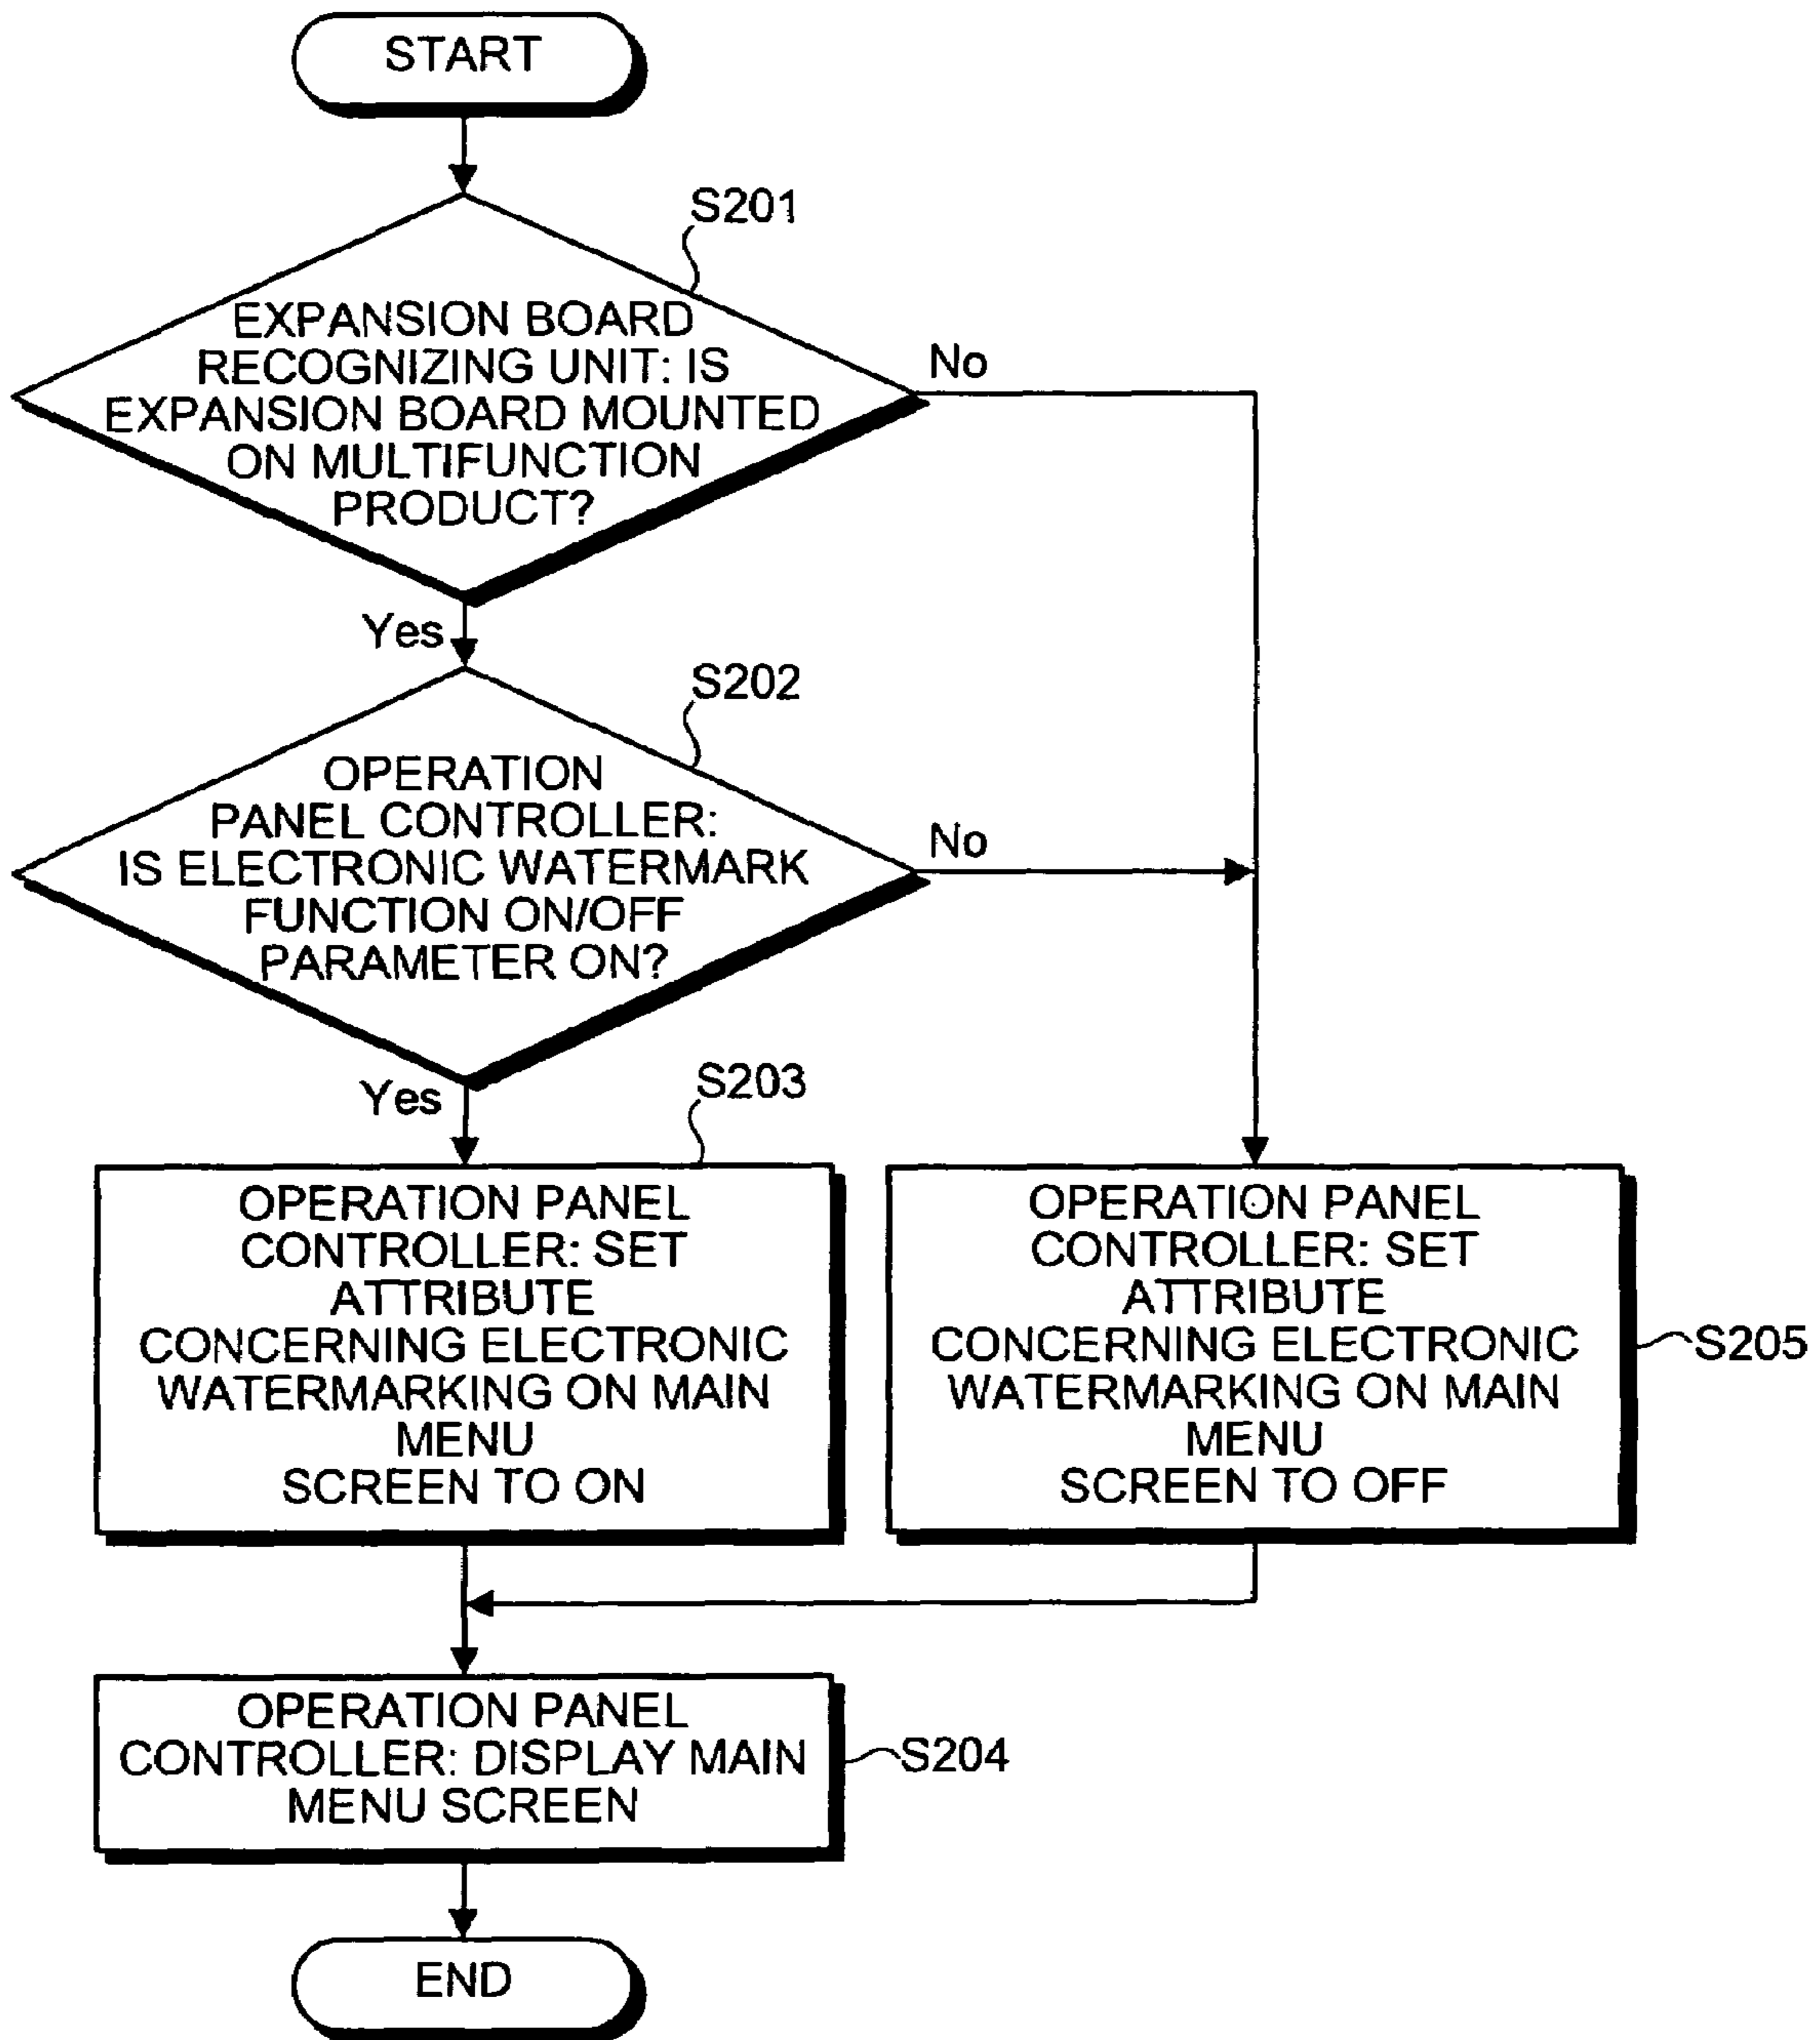 START
S201
EXPANSION BOARD
RECOGNIZING UNIT: IS
EXPANSION BOARD MOUNTED
ON MULTIFUNCTION
PRODUCT?
No
Yes
S202
OPERATION
PANEL CONTROLLER:
IS ELECTRONIC WATERMARK
FUNCTION ON/OFF
PARAMETER ON?
No
Yes
S203
OPERATION PANEL
CONTROLLER: SET
ATTRIBUTE
CONCERNING ELECTRONIC
WATERMARKING ON MAIN
MENU
SCREEN TO ON
OPERATION PANEL
CONTROLLER: SET
ATTRIBUTE
CONCERNING ELECTRONIC
WATERMARKING ON MAIN
MENU
SCREEN TO OFF
S205
OPERATION PANEL
CONTROLLER: DISPLAY MAIN
MENU SCREEN
S204
END